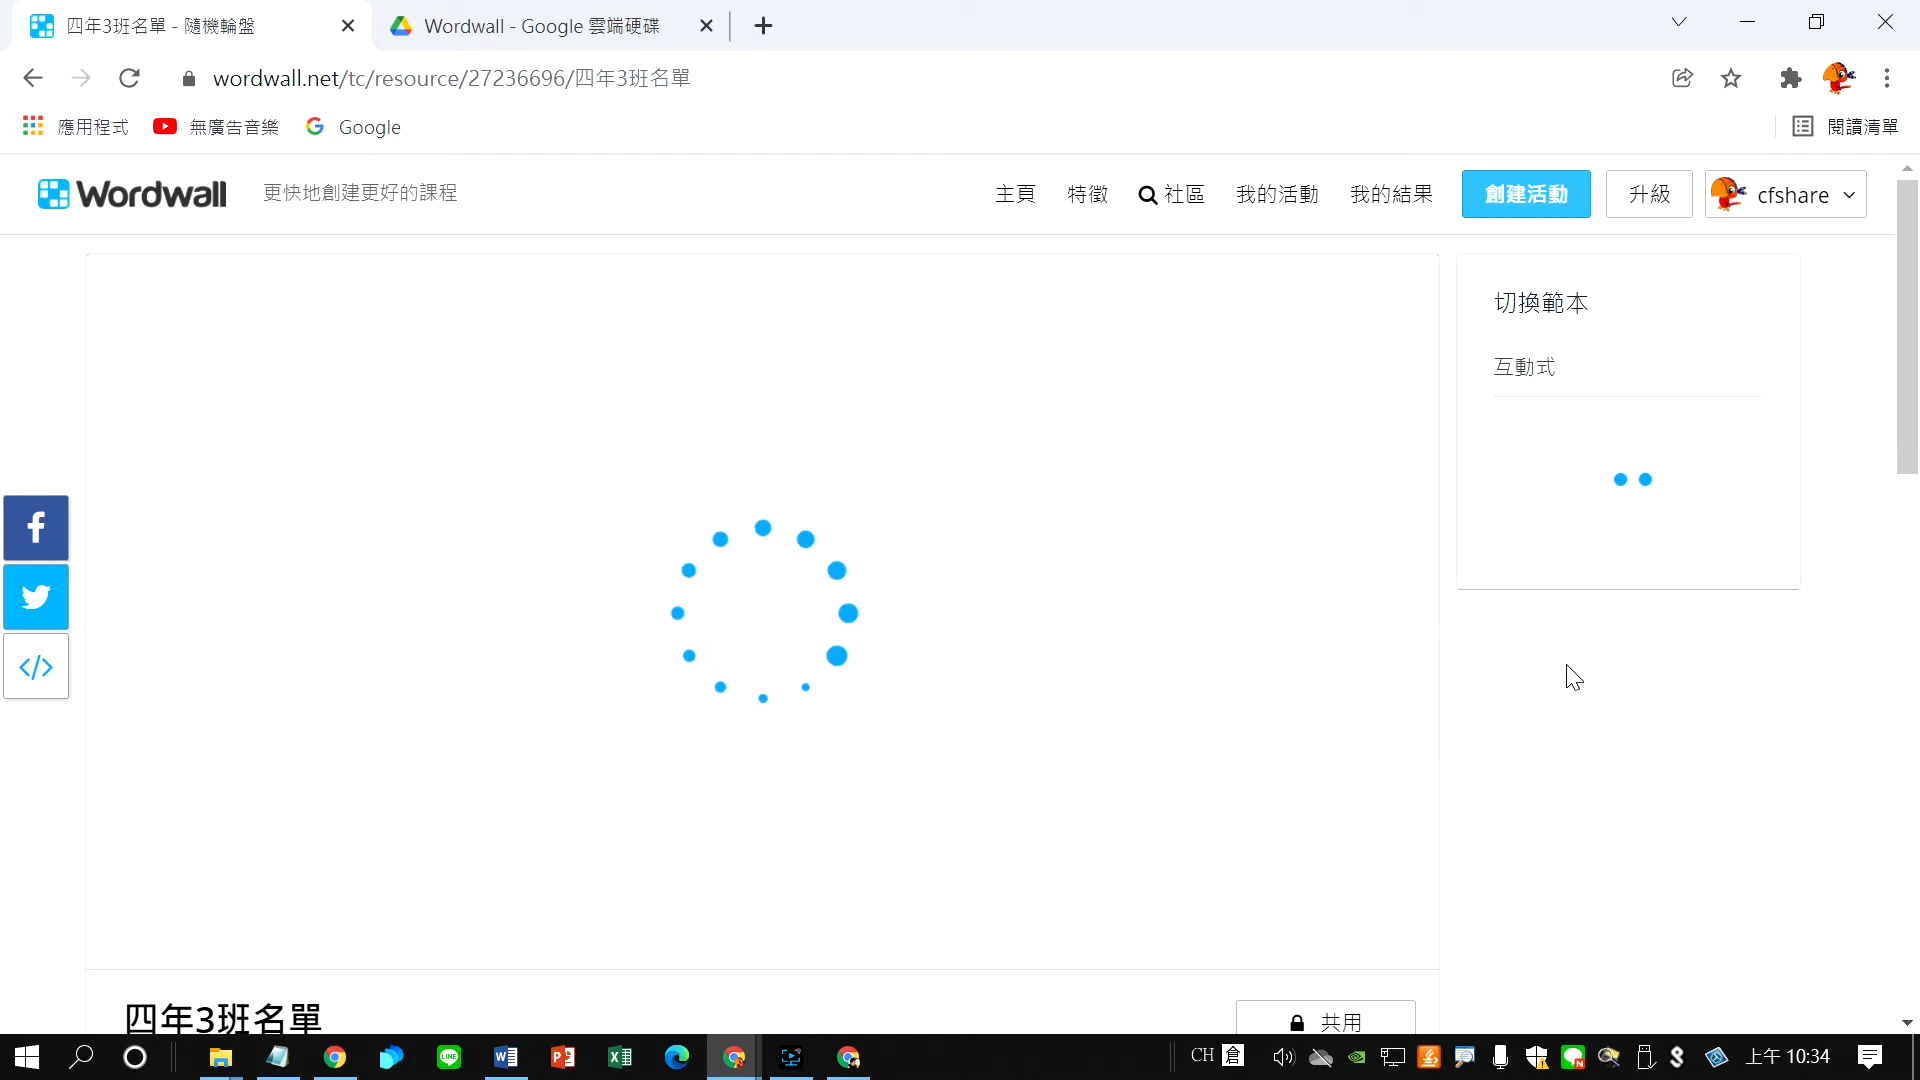 四年3班名單 - 隨機輪盤
Wordwall - Google 雲端硬碟
wordwall.net/tc/resource/27236696/四年3班名單
應用程式
無廣告音樂
Google
閱讀清單
Wordwall
更快地創建更好的課程
主頁
特徵
社區
我的活動
我的結果
創建活動
升級
cfshare
切換範本
互動式
四年3班名單
共用
CH 倉
上午 10:34